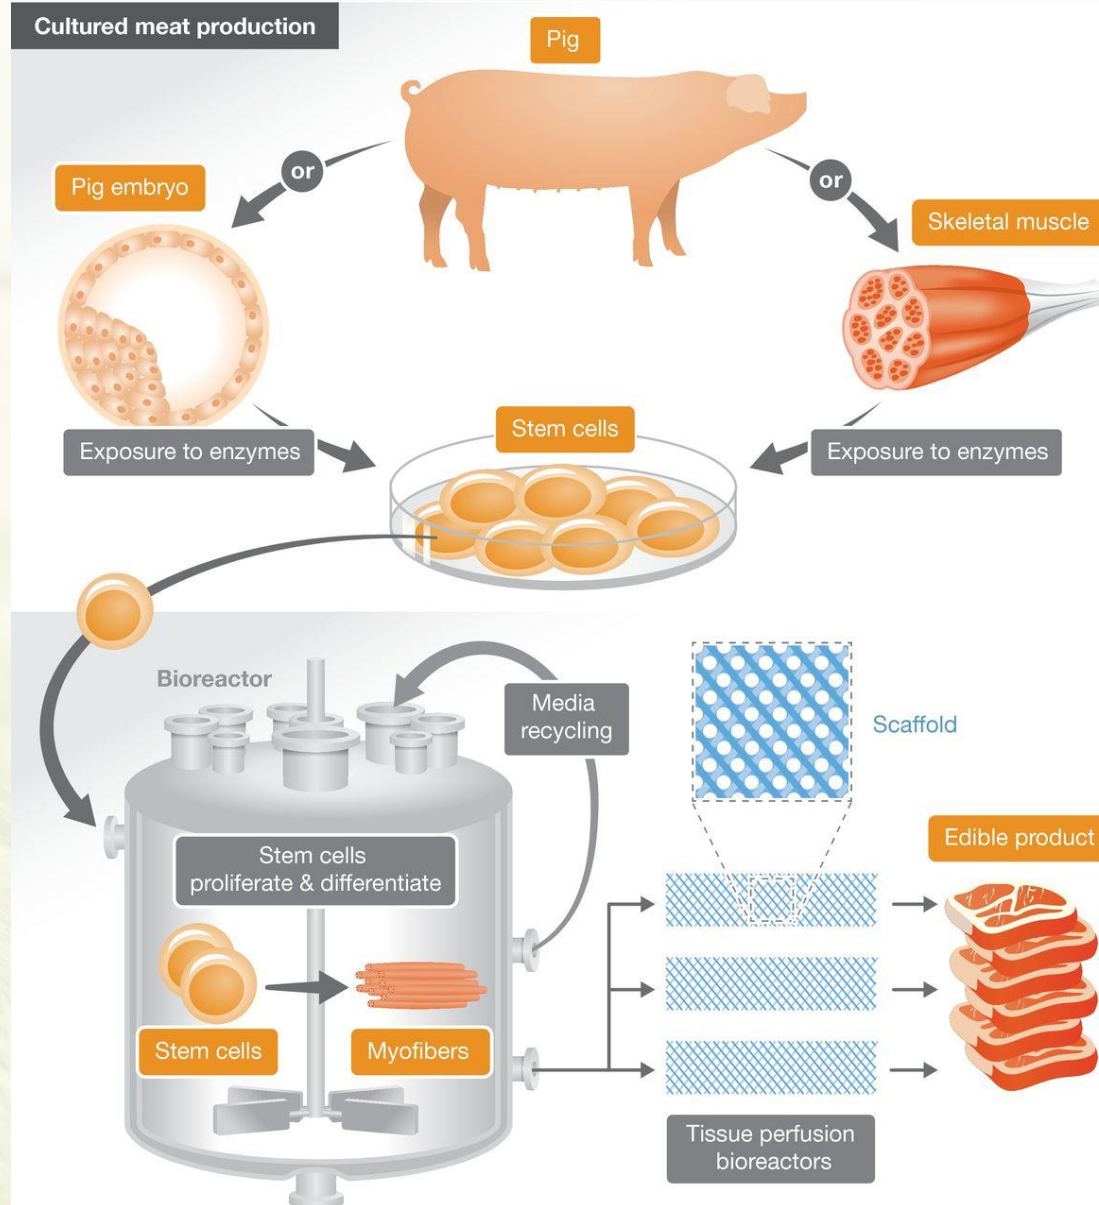 Cultured meat production
Pig
or
or
Pig embryo
Skeletal muscle
Exposure to enzymes
Stem cells
Exposure to enzymes
Bioreactor
Media
recycling
Scaffold
Stem cells
proliferate & differentiate
Edible product
Stem cells
Myofibers
Tissue perfusion
bioreactors